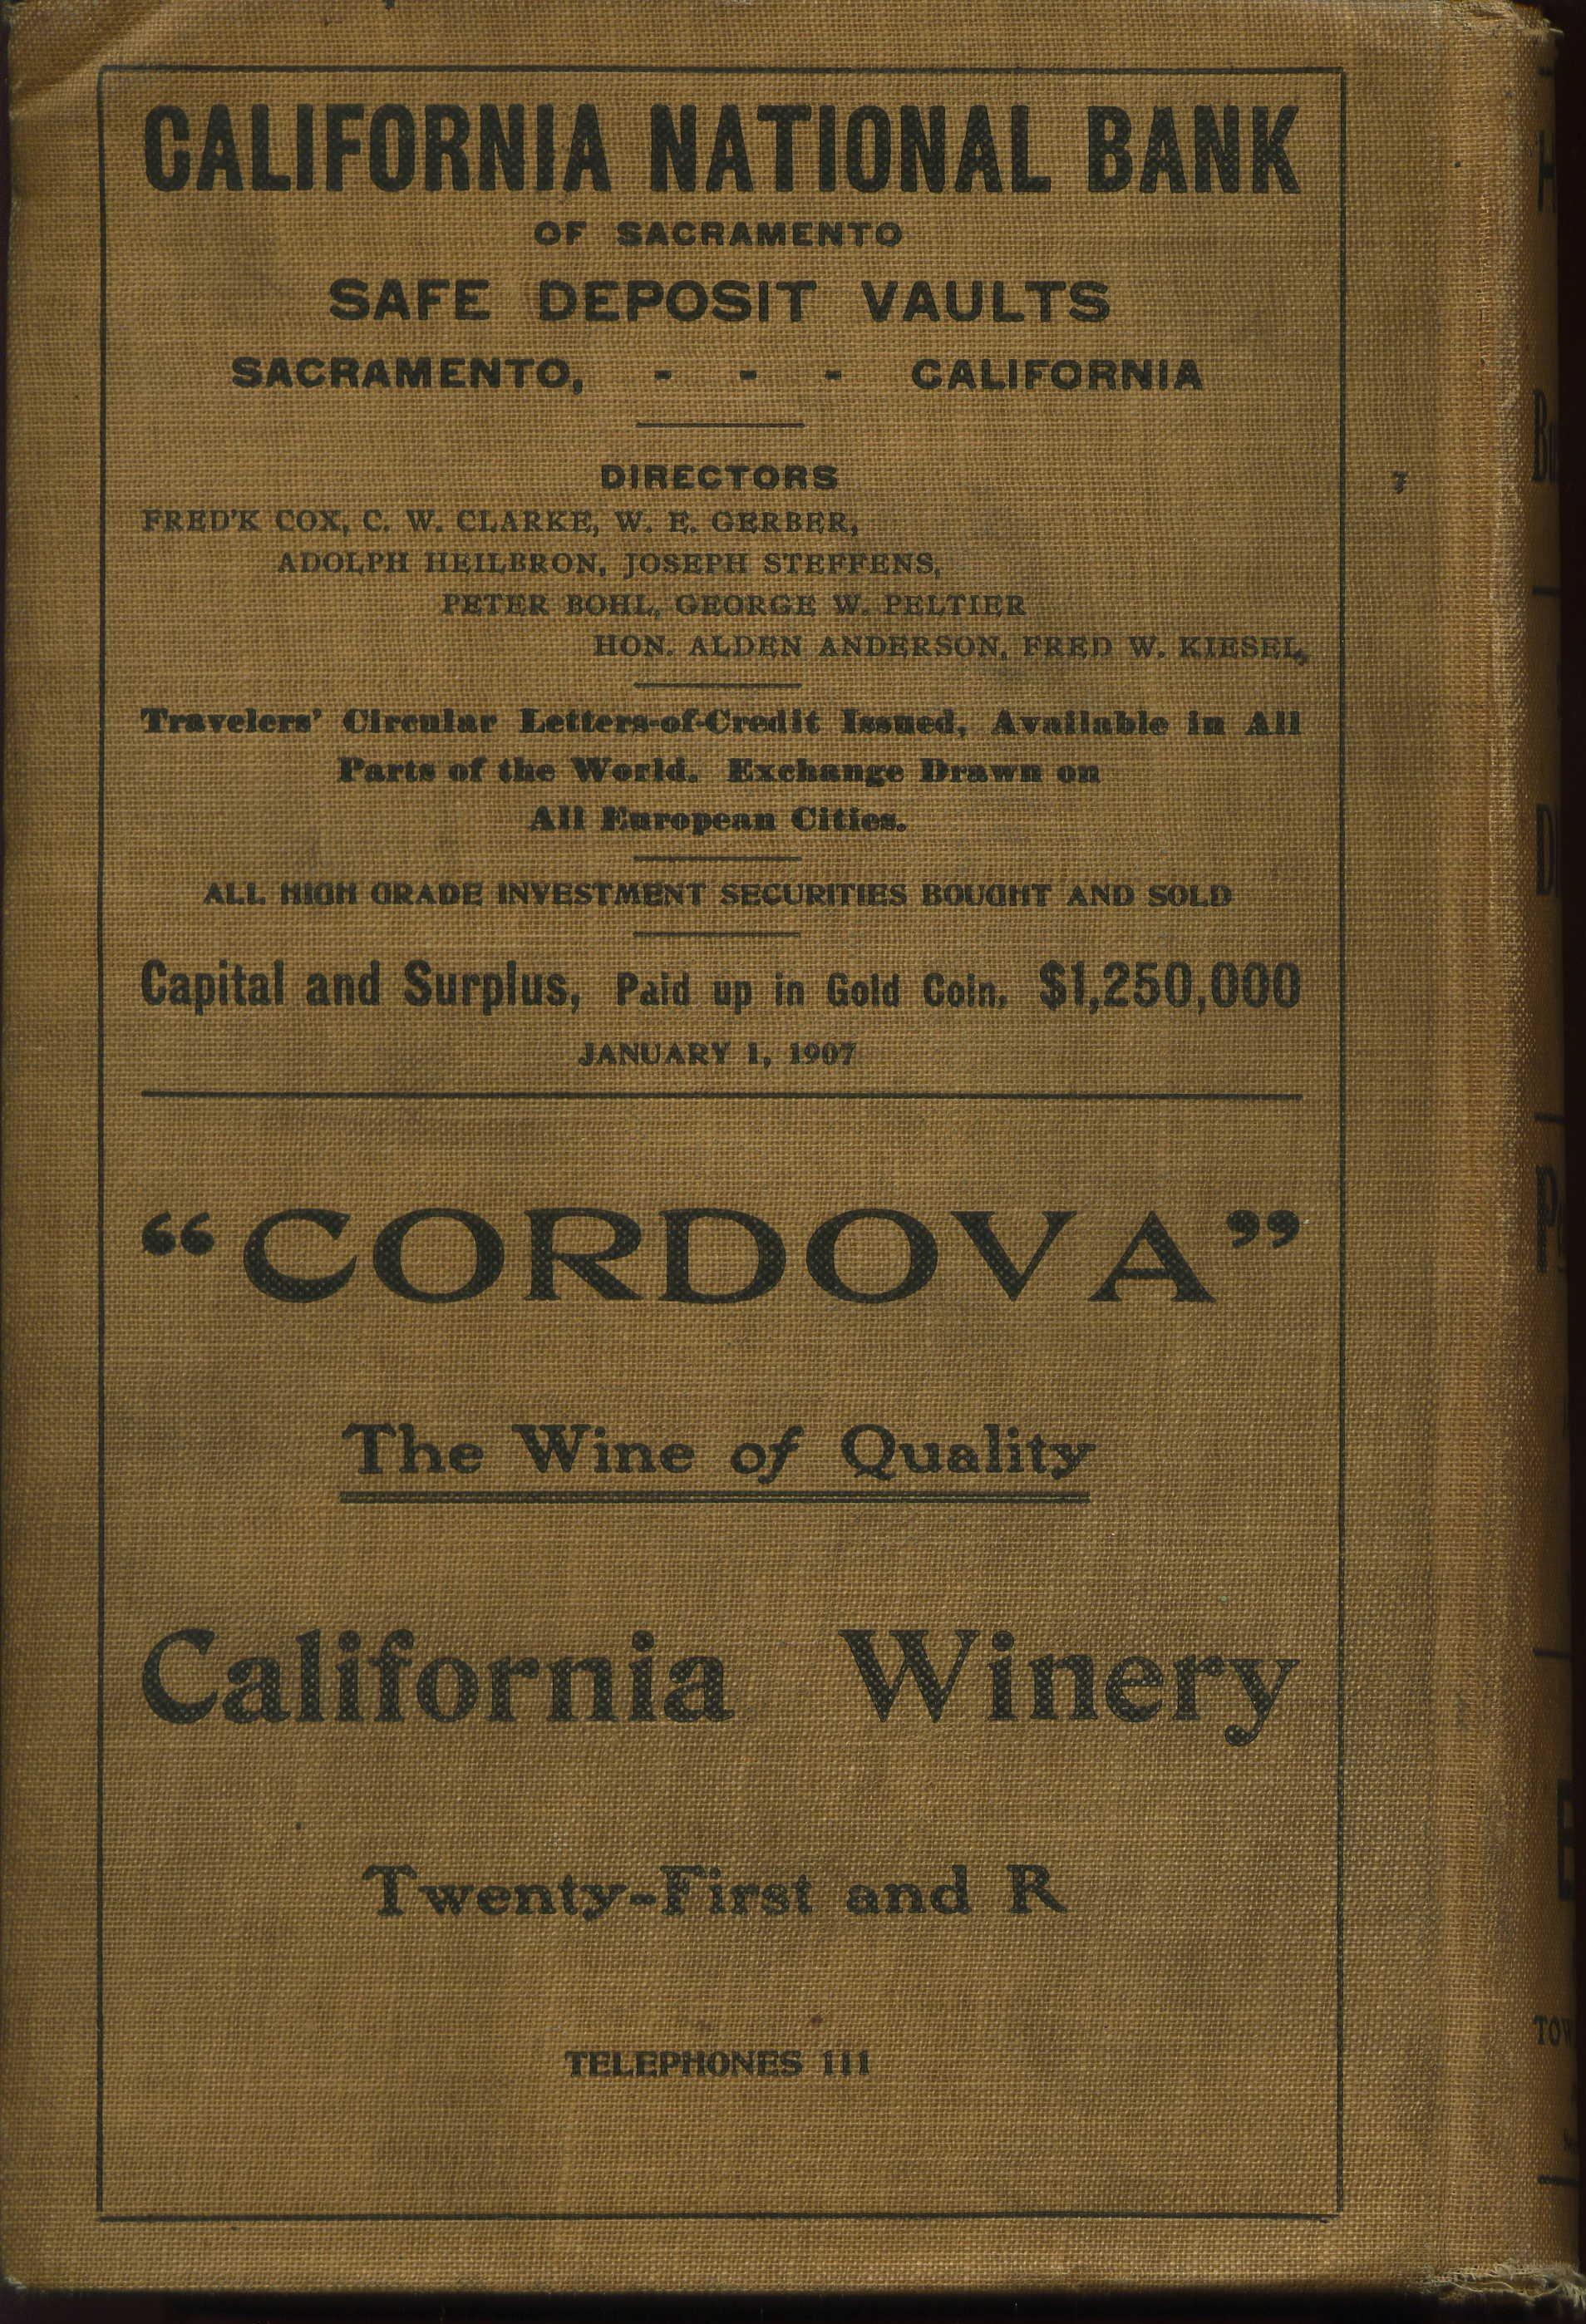 CALIFORNIA NATIONAL BANK
OF SACRAMENTO
SAFE DEPOSIT VAULTS
SACRAMENTO, - - - CALIFORNIA
DIRECTORS
FRED'K COX, C. W. CLARKE, W. E. GERBER,
ADOLPH HEILBRON, JOSEPH STEFFENS,
PETER BOHL, GEORGE W. PELTIER
HON. ALDEN ANDERSON, FRED W. KIESEL,
Travelers' Circular Letters-of-Credit Issued, Available in All
Parts of the World. Exchange Drawn on
All European Cities.
ALL HIGH GRADE INVESTMENT SECURITIES BOUGHT AND SOLD
Capital and Surplus, Paid up in Gold Coin, $1,250,000
JANUARY 1, 1907
“CORDOVA”
The Wine of Quality
California Winery
Twenty-First and R
TELEPHONES 111